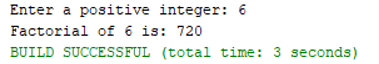 Enter a positive integer: 6
Factorial of 6 is: 720
BUILD SUCCESSFUL (total time: 3 seconds)